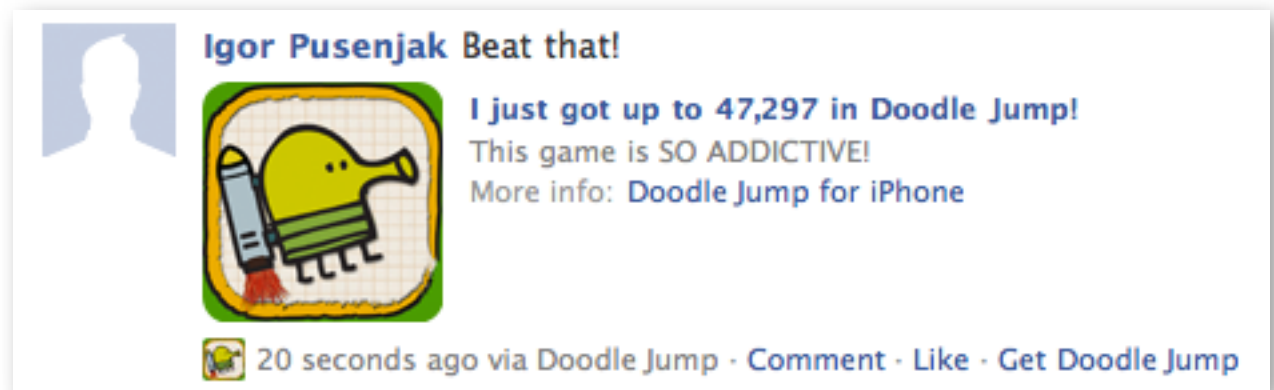 Igor Pusenjak Beat that!
I just got up to 47,297 in Doodle Jump!
This game is SO ADDICTIVE!
More info: Doodle Jump for iPhone
20 seconds ago via Doodle Jump · Comment · Like · Get Doodle Jump